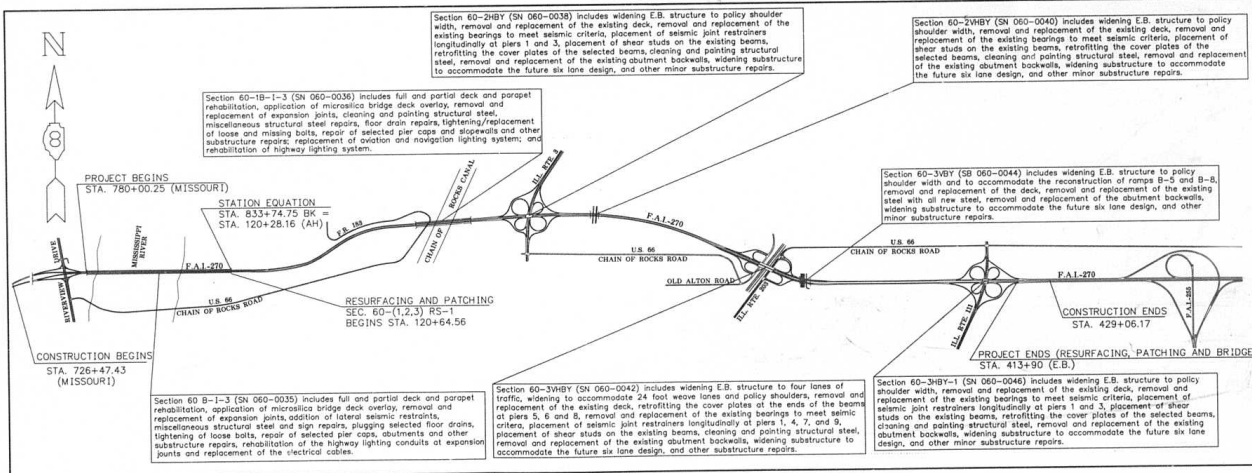 Section 60-2HBY (SN 060-0038) includes widening E.B. structure to policy shoulder
width, removal and replacement of the existing deck, removal and replacement of the
existing bearings to meet seismic criteria, placement of seismic joint restrainers
longitudinally at piers 1 and 3, placement of shear studs on the existing beams,
retrofitting the cover plates of the selected beams, cleaning and painting structural
steel, removal and replacement of the existing abutment backwalls, widening substructure
to accommodate the future six lane design, and other minor substructure repairs.
Section 60-2VHBY (SN 060-0040) includes widening E.B. structure to policy
shoulder width, removal and replacement of the existing deck, removal and
replacement of the existing bearings to meet seismic criteria, placement of
shear studs on the existing beams, retrofitting the cover plates of the
selected beams, cleaning and painting structural steel, removal and replacement
of the existing abutment backwalls, widening substructure to accommodate
the future six lane design, and other minor substructure repairs.
N
Section 60-1B-I-3 (SN 060-0036) includes full and partial deck and parapet
rehabilitation, application of microsilica bridge deck overlay, removal and
replacement of expansion joints, cleaning and painting structural steel,
miscellaneous structural steel repairs, floor drain repairs, tightening/replacement
of loose and missing bolts, repair of selected pier caps and slopewalls and other
substructure repairs; replacement of aviation and navigation lighting system; and
rehabilitation of highway lighting system.
8
PROJECT BEGINS
STA. 780+00.25 (MISSOURI)
STATION EQUATION
STA. 833+74.75 BK =
STA. 120+28.16 (AH)
F.R. 183
CHAIN OF ROCKS CANAL
ILL. RTE. 3
Section 60-3VBY (SB 060-0044) includes widening E.B. structure to policy
shoulder width and to accommodate the reconstruction of ramps B-5 and B-8,
removal and replacement of the deck, removal and replacement of the existing
steel with all new steel, removal and replacement of the abutment backwalls,
widening substructure to accommodate the future six lane design, and other
minor substructure repairs.
RIVERVIEW
DRIVE
MISSISSIPPI
RIVER
F.A.I.-270
U.S. 66
CHAIN OF ROCKS ROAD
F.A.I.-270
U.S. 66
CHAIN OF ROCKS ROAD
OLD ALTON ROAD
ILL. RTE. 203
U.S. 66
CHAIN OF ROCKS ROAD
F.A.I.-270
F.A.I.-255
ILL. RTE. 111
RESURFACING AND PATCHING
SEC. 60-(1,2,3) RS-1
BEGINS STA. 120+64.56
CONSTRUCTION ENDS
STA. 429+06.17
CONSTRUCTION BEGINS
STA. 726+47.43
(MISSOURI)
PROJECT ENDS (RESURFACING, PATCHING AND BRIDGE
STA. 413+90 (E.B.)
Section 60 B-I-3 (SN 060-0035) includes full and partial deck and parapet
rehabilitation, application of microsilica bridge deck overlay, removal and
replacement of expansion joints, addition of lateral seismic restraints,
miscellaneous structural steel and sign repairs, plugging selected floor drains,
tightening of loose bolts, repair of selected pier caps, abutments and other
substructure repairs, rehabilitation of the highway lighting conduits at expansion
jounts and replacement of the electrical cables.
Section 60-3VHBY (SN 060-0042) includes widening E.B. structure to four lanes of
traffic, widening to accommodate 24 foot weave lanes and policy shoulders, removal and
replacement of the existing deck, retrofitting the cover plates at the ends of the beams
at piers 5, 6 and 8, removal and replacement of the existing bearings to meet seismic
critera, placement of seismic joint restrainers longitudinally at piers 1, 4, 7, and 9,
placement of shear studs on the existing beams, cleaning and painting structural steel,
removal and replacement of the existing abutment backwalls, widening substructure to
accommodate the future six lane design, and other substructure repairs.
Section 60-3HBY-1 (SN 060-0046) includes widening E.B. structure to policy
shoulder width, removal and replacement of the existing deck, removal and
replacement of the existing bearings to meet seismic criteria, placement of
seismic joint restrainers longitudinally at piers 1 and 3, placement of shear
studs on the existing beams, retrofitting the cover plates of the selected beams,
cleaning and painting structural steel, removal and replacement of the existing
abutment backwalls, widening substructure to accommodate the future six lane
design, and other minor substructure repairs.